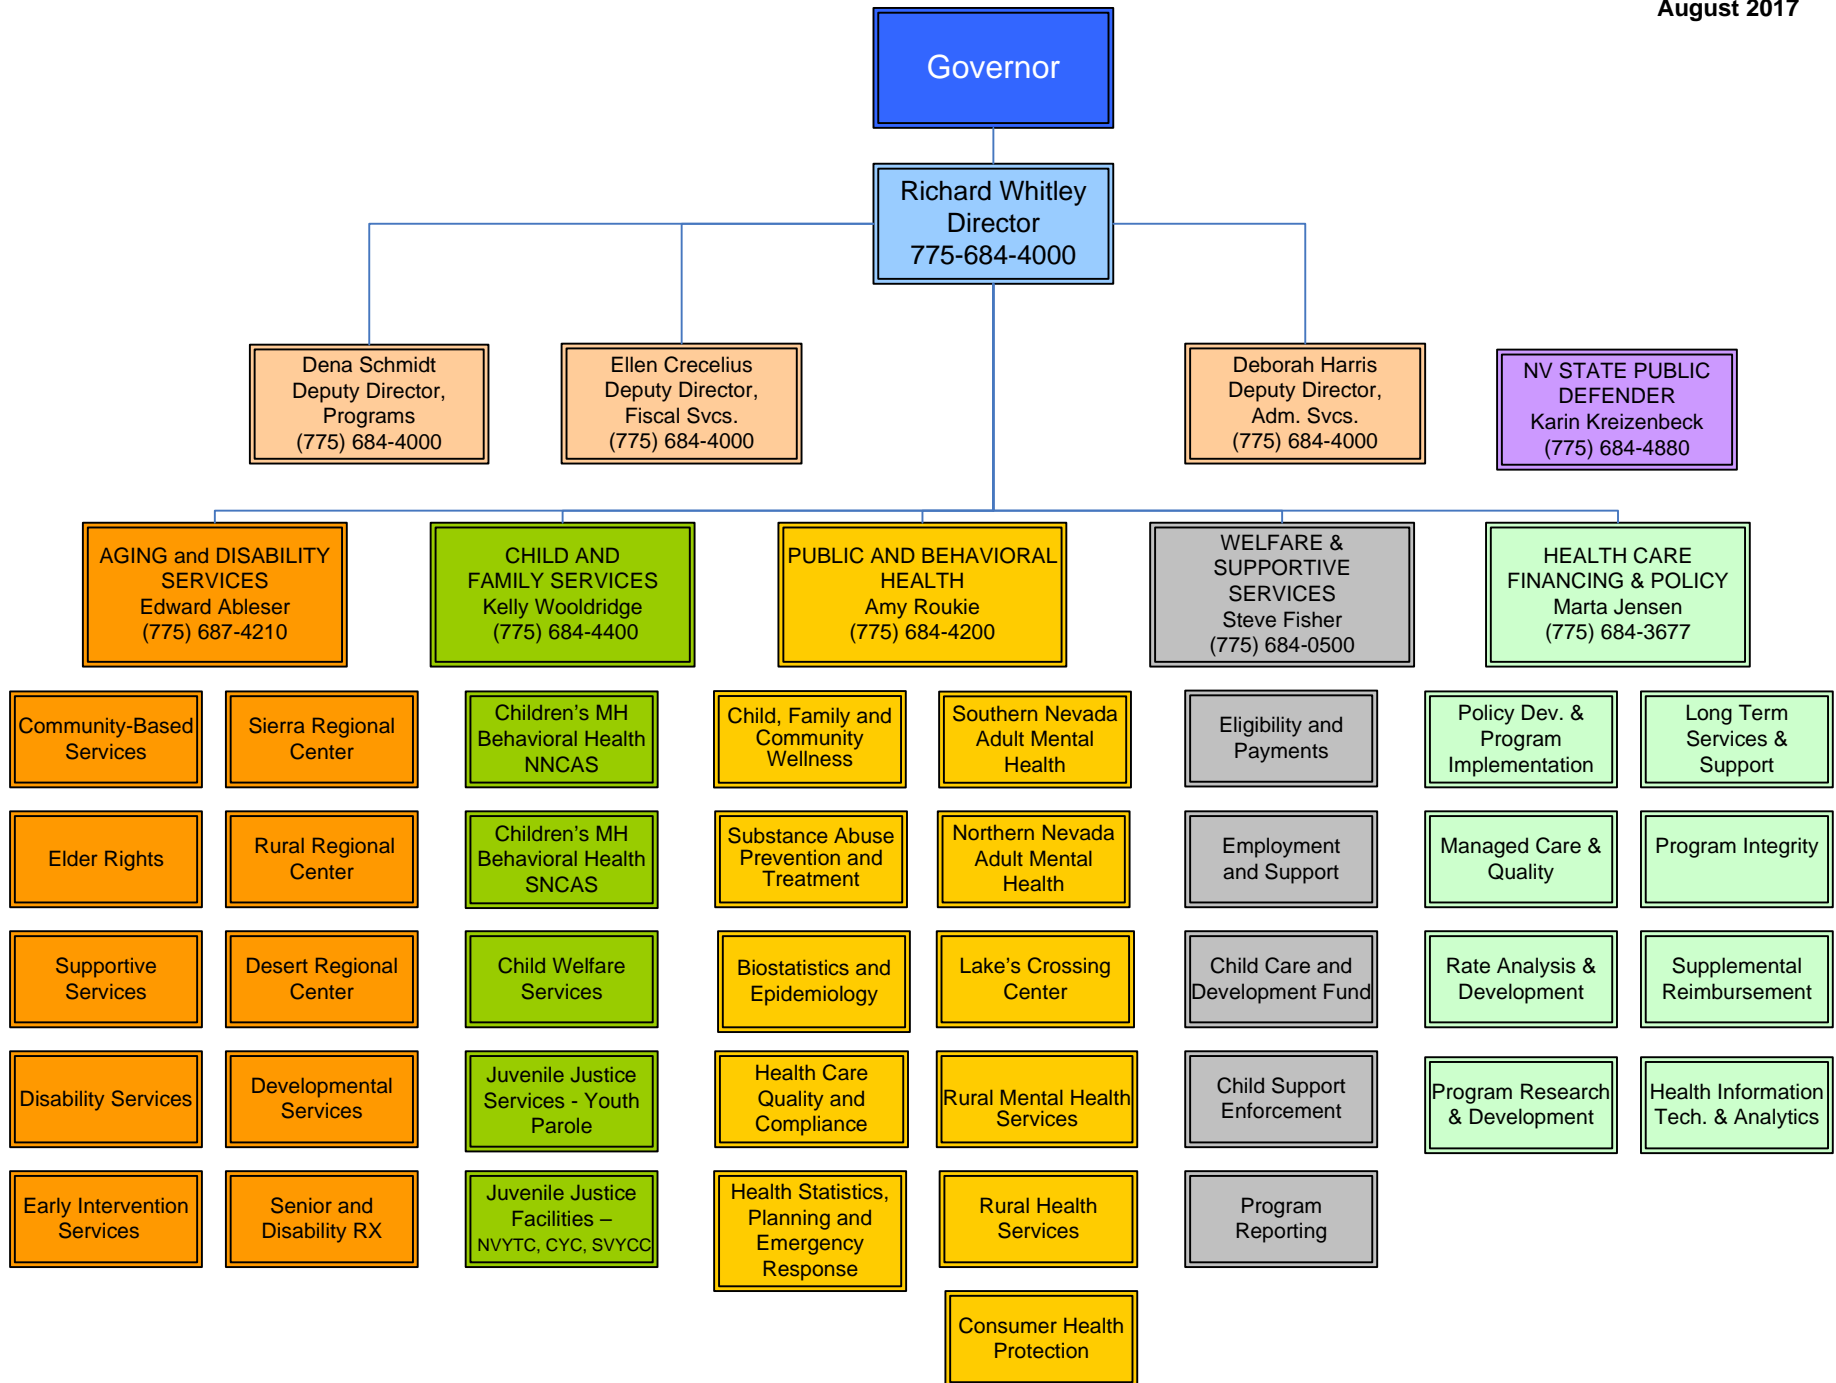 August 2017
Governor
Richard Whitley
Director
775-684-4000
Dena Schmidt
Deputy Director,
Programs
(775) 684-4000
Ellen Crecelius
Deputy Director,
Fiscal Svcs.
(775) 684-4000
Deborah Harris
Deputy Director,
Adm. Svcs.
(775) 684-4000
NV STATE PUBLIC
DEFENDER
Karin Kreizenbeck
(775) 684-4880
AGING and DISABILITY
SERVICES
Edward Ableser
(775) 687-4210
CHILD AND
FAMILY SERVICES
Kelly Wooldridge
(775) 684-4400
PUBLIC AND BEHAVIORAL
HEALTH
Amy Roukie
(775) 684-4200
WELFARE &
SUPPORTIVE
SERVICES
Steve Fisher
(775) 684-0500
HEALTH CARE
FINANCING & POLICY
Marta Jensen
(775) 684-3677
Community-Based
Services
Sierra Regional
Center
Children's MH
Behavioral Health
NNCAS
Child, Family and
Community
Wellness
Southern Nevada
Adult Mental
Health
Eligibility and
Payments
Policy Dev. &
Program
Implementation
Long Term
Services &
Support
Elder Rights
Rural Regional
Center
Children's MH
Behavioral Health
SNCAS
Substance Abuse
Prevention and
Treatment
Northern Nevada
Adult Mental
Health
Employment
and Support
Managed Care &
Quality
Program Integrity
Supportive
Services
Desert Regional
Center
Child Welfare
Services
Biostatistics and
Epidemiology
Lake's Crossing
Center
Child Care and
Development Fund
Rate Analysis &
Development
Supplemental
Reimbursement
Disability Services
Developmental
Services
Juvenile Justice
Services - Youth
Parole
Health Care
Quality and
Compliance
Rural Mental Health
Services
Child Support
Enforcement
Program Research
& Development
Health Information
Tech. & Analytics
Early Intervention
Services
Senior and
Disability RX
Juvenile Justice
Facilities –
NVYTC, CYC, SVYCC
Health Statistics,
Planning and
Emergency
Response
Rural Health
Services
Program
Reporting
Consumer Health
Protection